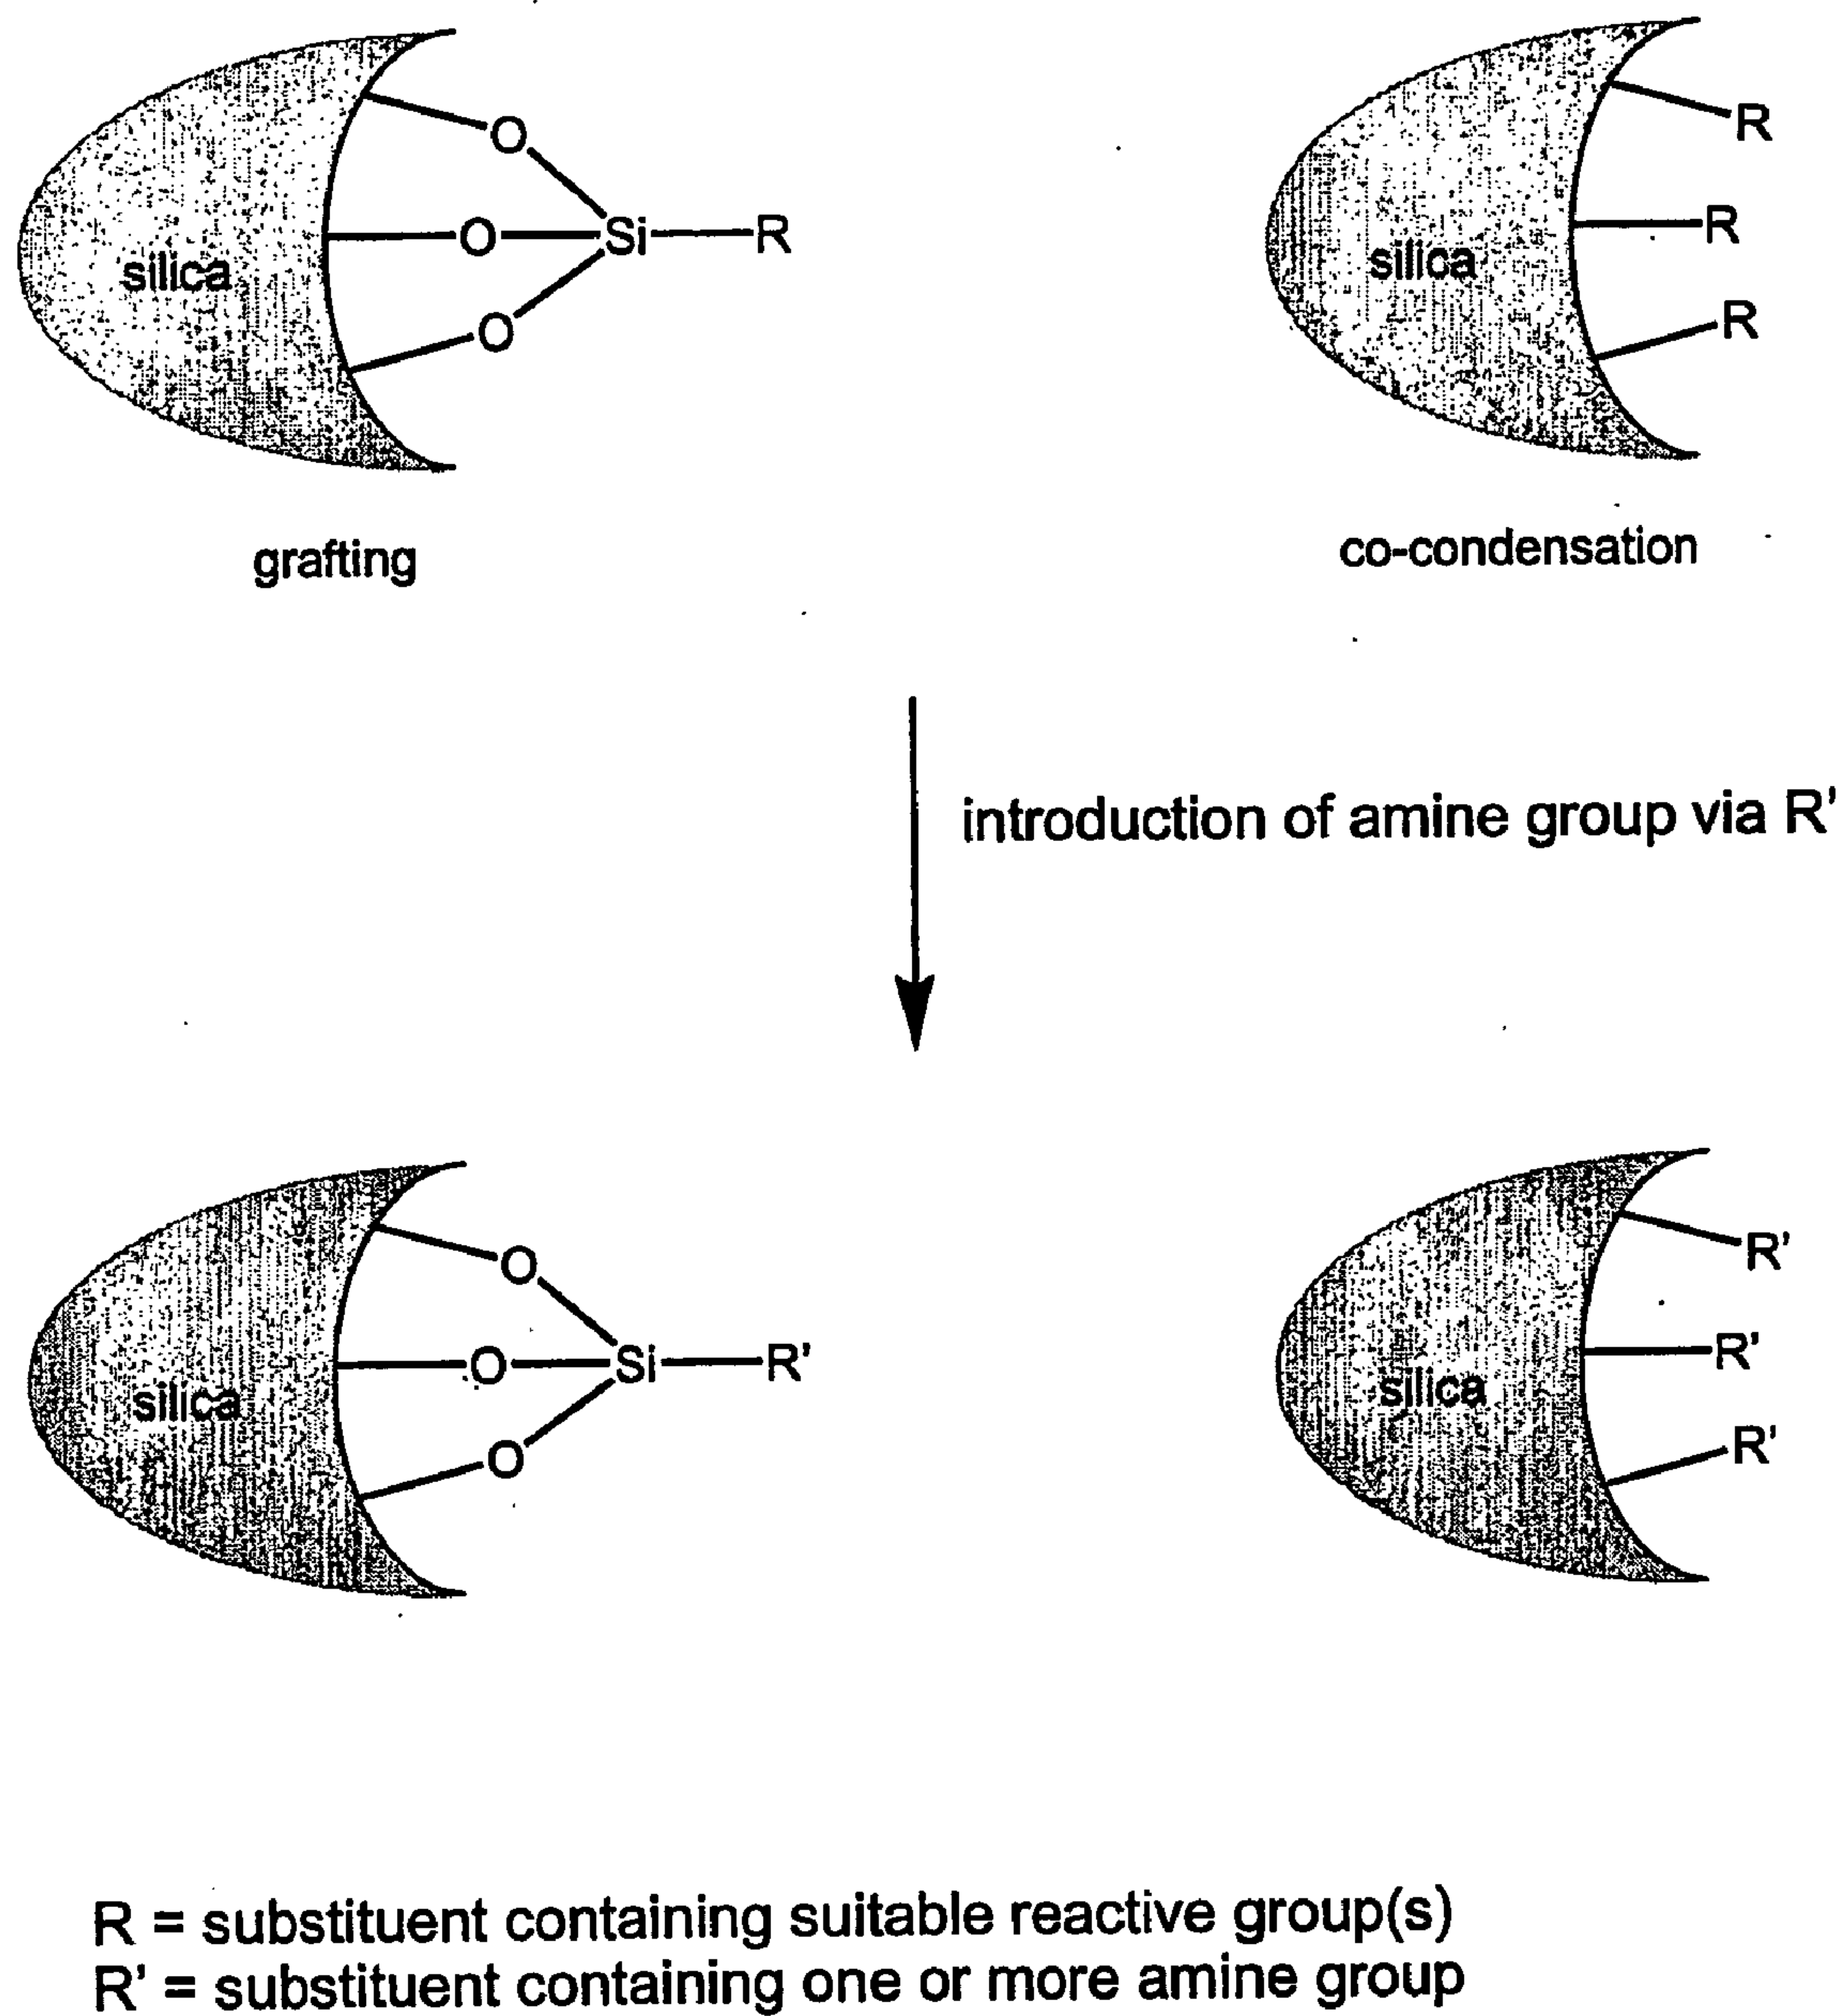 O
O Si R
silica
O
R
R
silica
R
grafting
co-condensation
introduction of amine group via R'
O
O Si R'
silica
O
R'
R'
silica
R'
R = substituent containing suitable reactive group(s)
R' = substituent containing one or more amine group